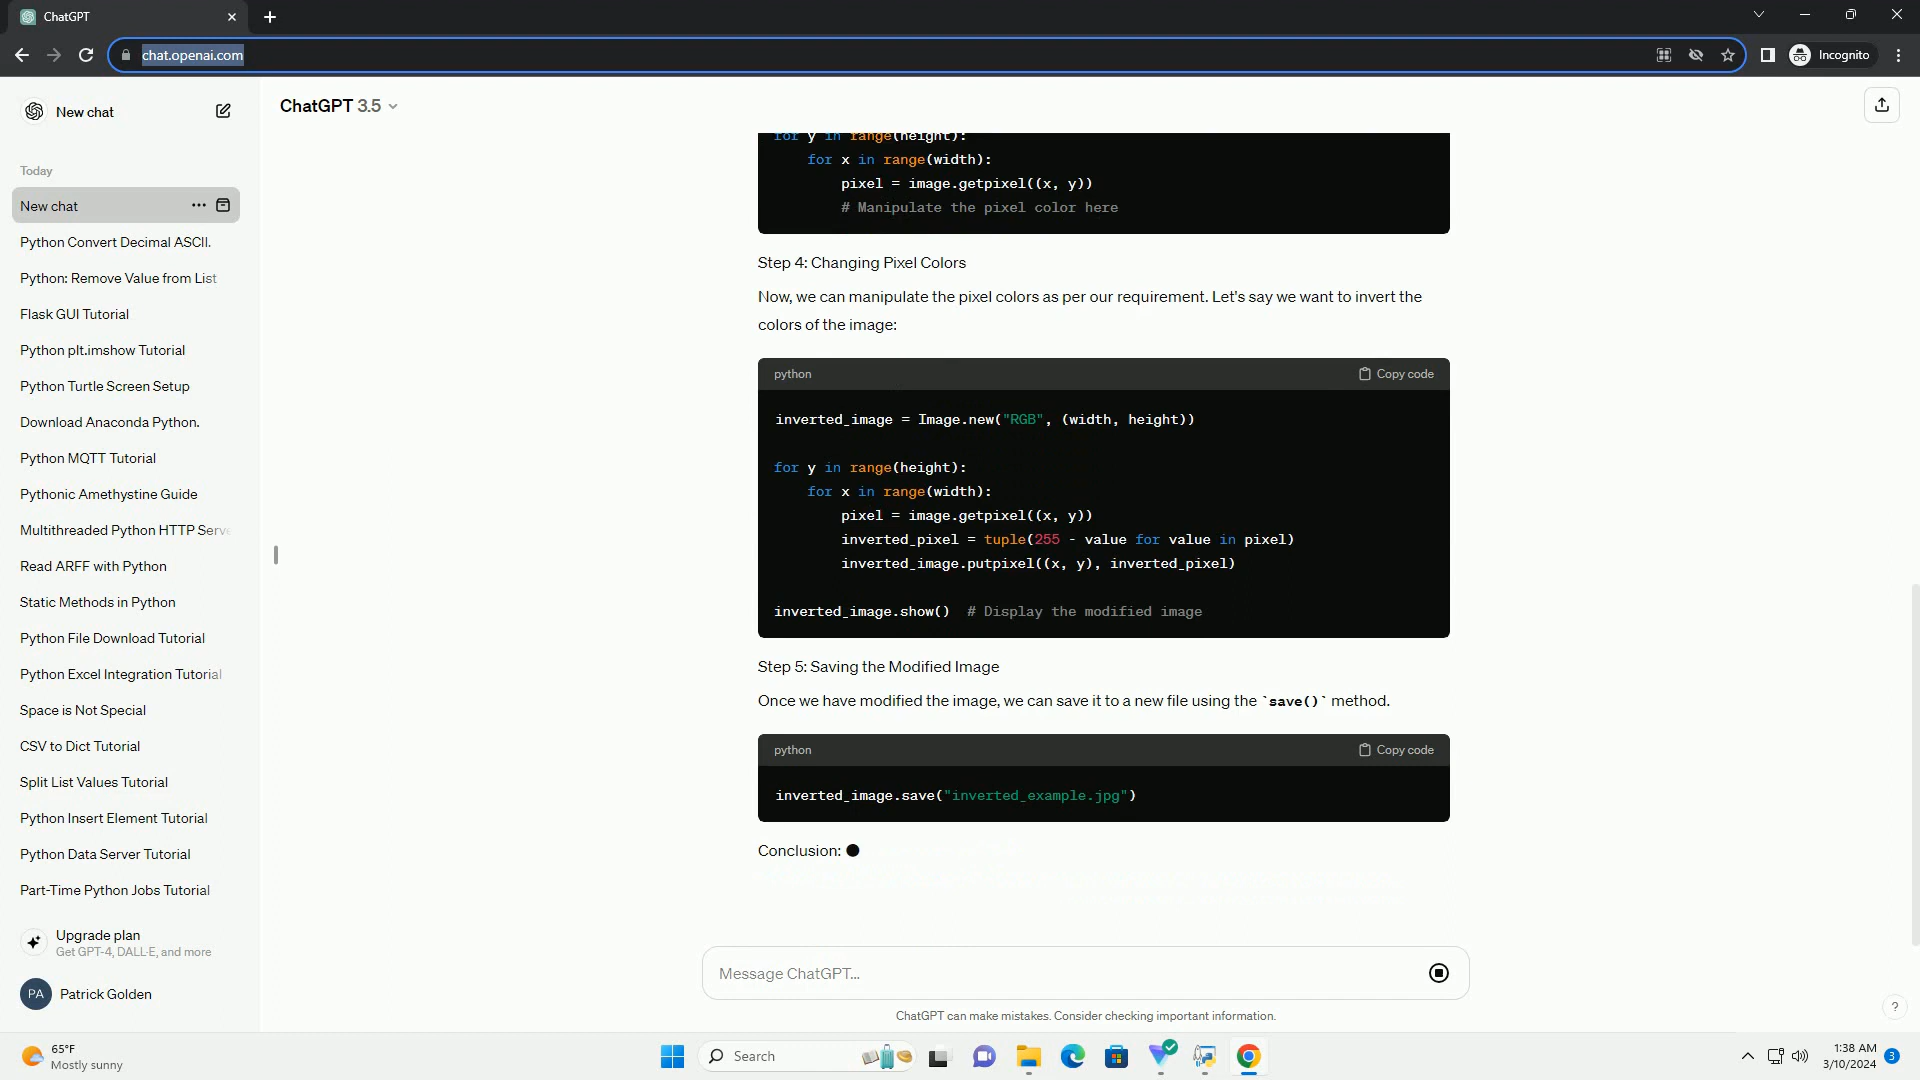 ChatGPT
chat.openai.com
Incognito
New chat
ChatGPT 3.5
Today
New chat
Python Convert Decimal ASCII.
Python: Remove Value from List
Flask GUI Tutorial
Python plt.imshow Tutorial
Python Turtle Screen Setup
Download Anaconda Python.
Python MQTT Tutorial
Pythonic Amethystine Guide
Multithreaded Python HTTP Serve
Read ARFF with Python
Static Methods in Python
Python File Download Tutorial
Python Excel Integration Tutorial
Space is Not Special
CSV to Dict Tutorial
Split List Values Tutorial
Python Insert Element Tutorial
Python Data Server Tutorial
Part-Time Python Jobs Tutorial
Upgrade plan
Get GPT-4, DALL·E, and more
PA Patrick Golden
for y in range(height):
for x in range(width):
pixel = image.getpixel((x, y))
# Manipulate the pixel color here
Step 4: Changing Pixel Colors
Now, we can manipulate the pixel colors as per our requirement. Let's say we want to invert the
colors of the image:
python Copy code
inverted_image = Image.new("RGB", (width, height))
for y in range(height):
for x in range(width):
pixel = image.getpixel((x, y))
inverted_pixel = tuple(255 - value for value in pixel)
inverted_image.putpixel((x, y), inverted_pixel)
inverted_image.show()  # Display the modified image
Step 5: Saving the Modified Image
Once we have modified the image, we can save it to a new file using the `save()` method.
python Copy code
inverted_image.save("inverted_example.jpg")
Conclusion:
Message ChatGPT...
ChatGPT can make mistakes. Consider checking important information.
?
65°F
Mostly sunny
Search
1:38 AM
3/10/2024
3